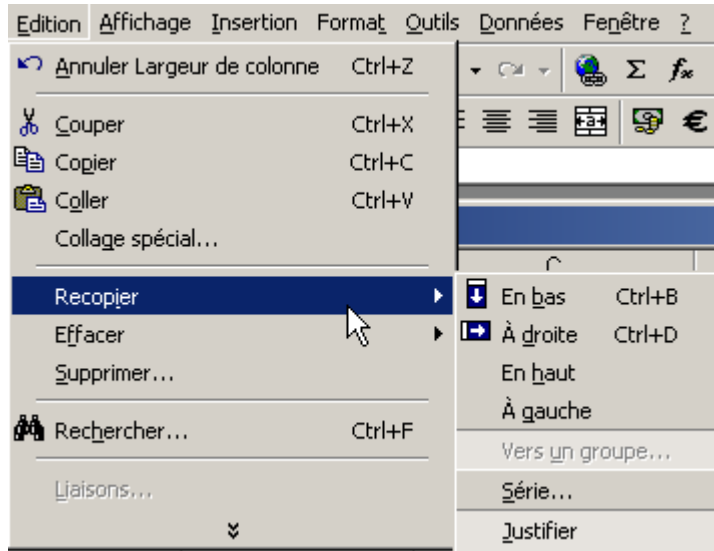 Edition Affichage Insertion Format Outils Données Fenêtre ?
Annuler Largeur de colonne Ctrl+Z
Couper Ctrl+X
Copier Ctrl+C
Coller Ctrl+V
Collage spécial...
Recopier
Effacer
Supprimer...
Rechercher... Ctrl+F
Liaisons...
Σ fx
a €
En bas Ctrl+B
À droite Ctrl+D
En haut
À gauche
Vers un groupe...
Série...
Justifier